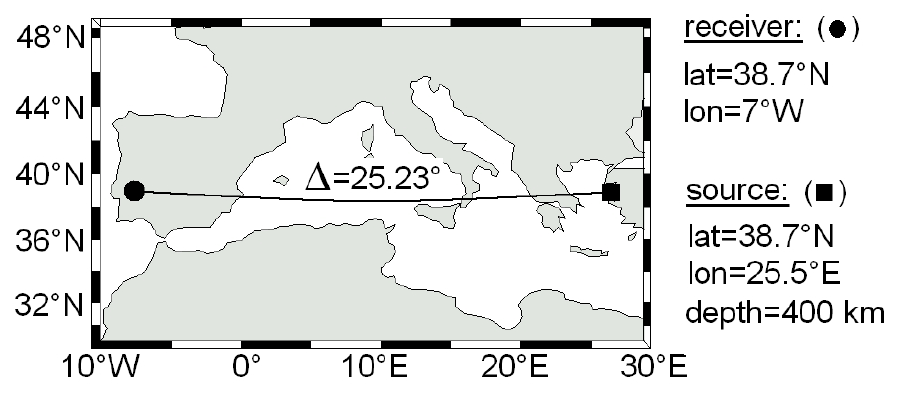 48°N
44°N
40°N
36°N
32°N
10°W 0° 10°E 20°E 30°E
Δ=25.23°
receiver: (●)
lat=38.7°N
lon=7°W
source: (■)
lat=38.7°N
lon=25.5°E
depth=400 km